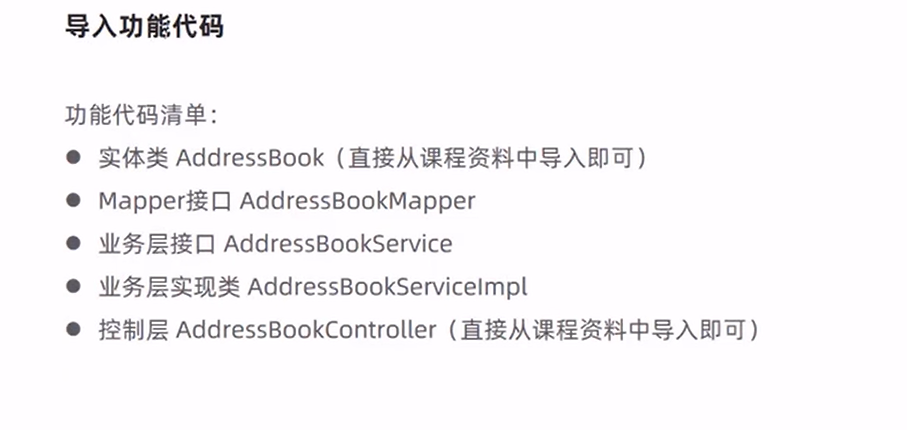 导入功能代码
功能代码清单：
● 实体类 AddressBook（直接从课程资料中导入即可）
● Mapper接口 AddressBookMapper
● 业务层接口 AddressBookService
● 业务层实现类 AddressBookServiceImpl
● 控制层 AddressBookController（直接从课程资料中导入即可）